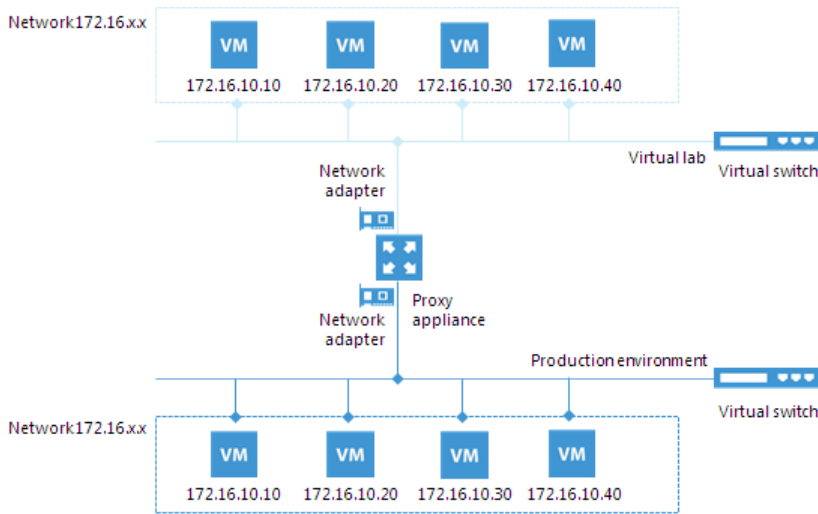 Network172.16.x.x
VM VM VM VM
172.16.10.10 172.16.10.20 172.16.10.30 172.16.10.40
Virtual lab
Virtual switch
Network
adapter
Proxy
appliance
Network
adapter
Production environment
Virtual switch
Network172.16.x.x
VM VM VM VM
172.16.10.10 172.16.10.20 172.16.10.30 172.16.10.40